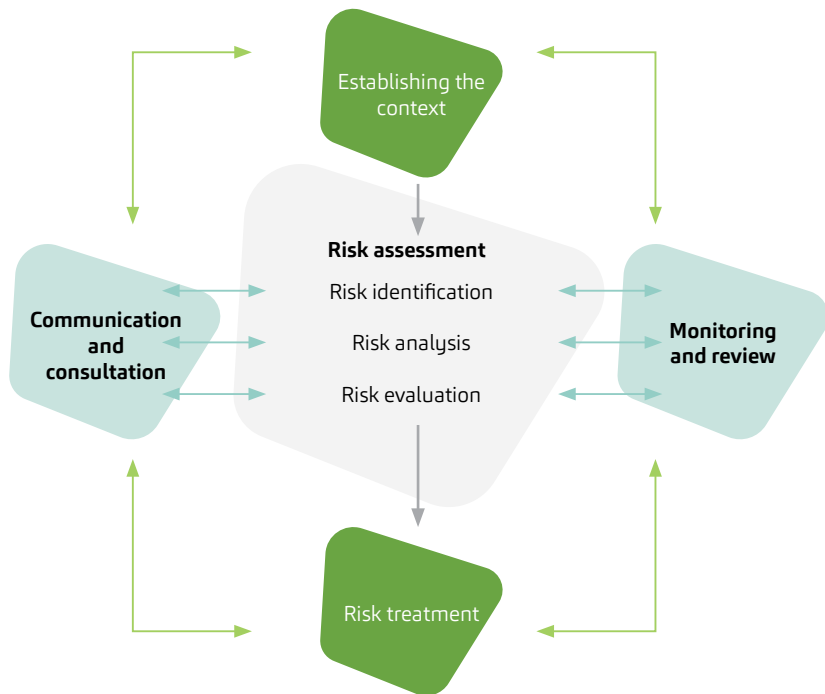 Establishing the
context
Risk assessment
Risk identification
Risk analysis
Risk evaluation
Communication
and
consultation
Monitoring
and review
Risk treatment